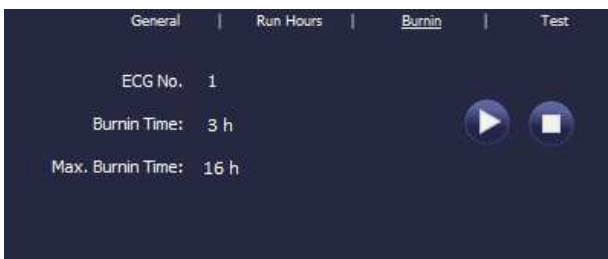 General | Run Hours | Burnin | Test
ECG No. 1
Burnin Time: 3 h
Max. Burnin Time: 16 h